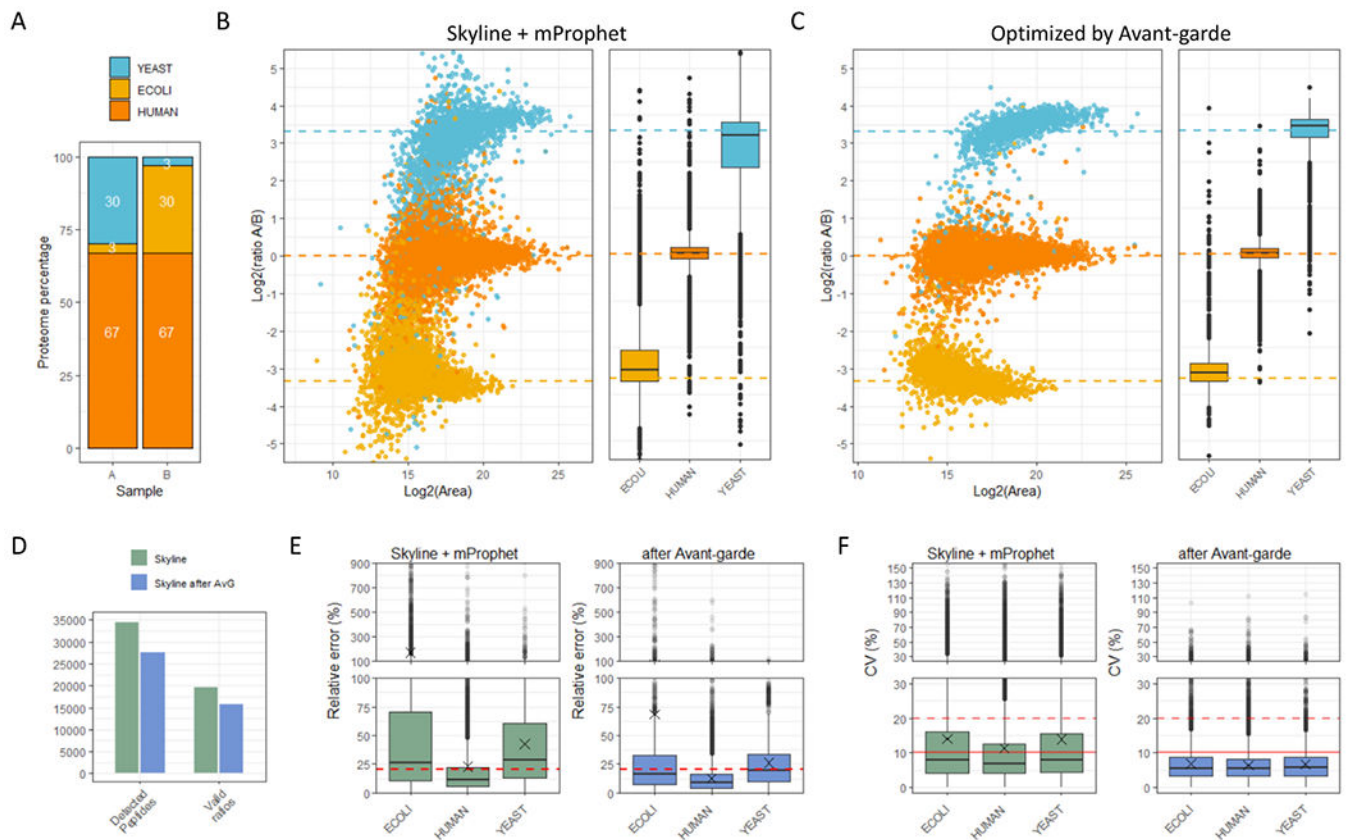 A
YEAST
ECOLI
HUMAN
Proteome percentage
100
75
50
25
0
30
3
67
3
30
67
A
B
Sample
B
Skyline + mProphet
Log2(ratio A/B)
5
4
3
2
1
0
-1
-2
-3
-4
-5
10
15
20
25
Log2(Area)
ECOLI
HUMAN
YEAST
C
Optimized by Avant-garde
Log2(ratio A/B)
5
4
3
2
1
0
-1
-2
-3
-4
-5
10
15
20
25
Log2(Area)
ECOLI
HUMAN
YEAST
D
Skyline
Skyline after AvG
35000
30000
25000
20000
15000
10000
5000
0
Detected
Peptides
Valid
ratios
E
Skyline + mProphet
Relative error (%)
900
700
500
300
100
Relative error (%)
100
75
50
25
0
ECOLI
HUMAN
YEAST
after Avant-garde
Relative error (%)
900
700
500
300
100
Relative error (%)
75
50
25
0
ECOLI
HUMAN
YEAST
F
Skyline + mProphet
CV (%)
150
130
110
90
70
50
30
CV (%)
30
20
10
0
ECOLI
HUMAN
YEAST
after Avant-garde
CV (%)
150
130
110
90
70
50
30
CV (%)
30
20
10
0
ECOLI
HUMAN
YEAST